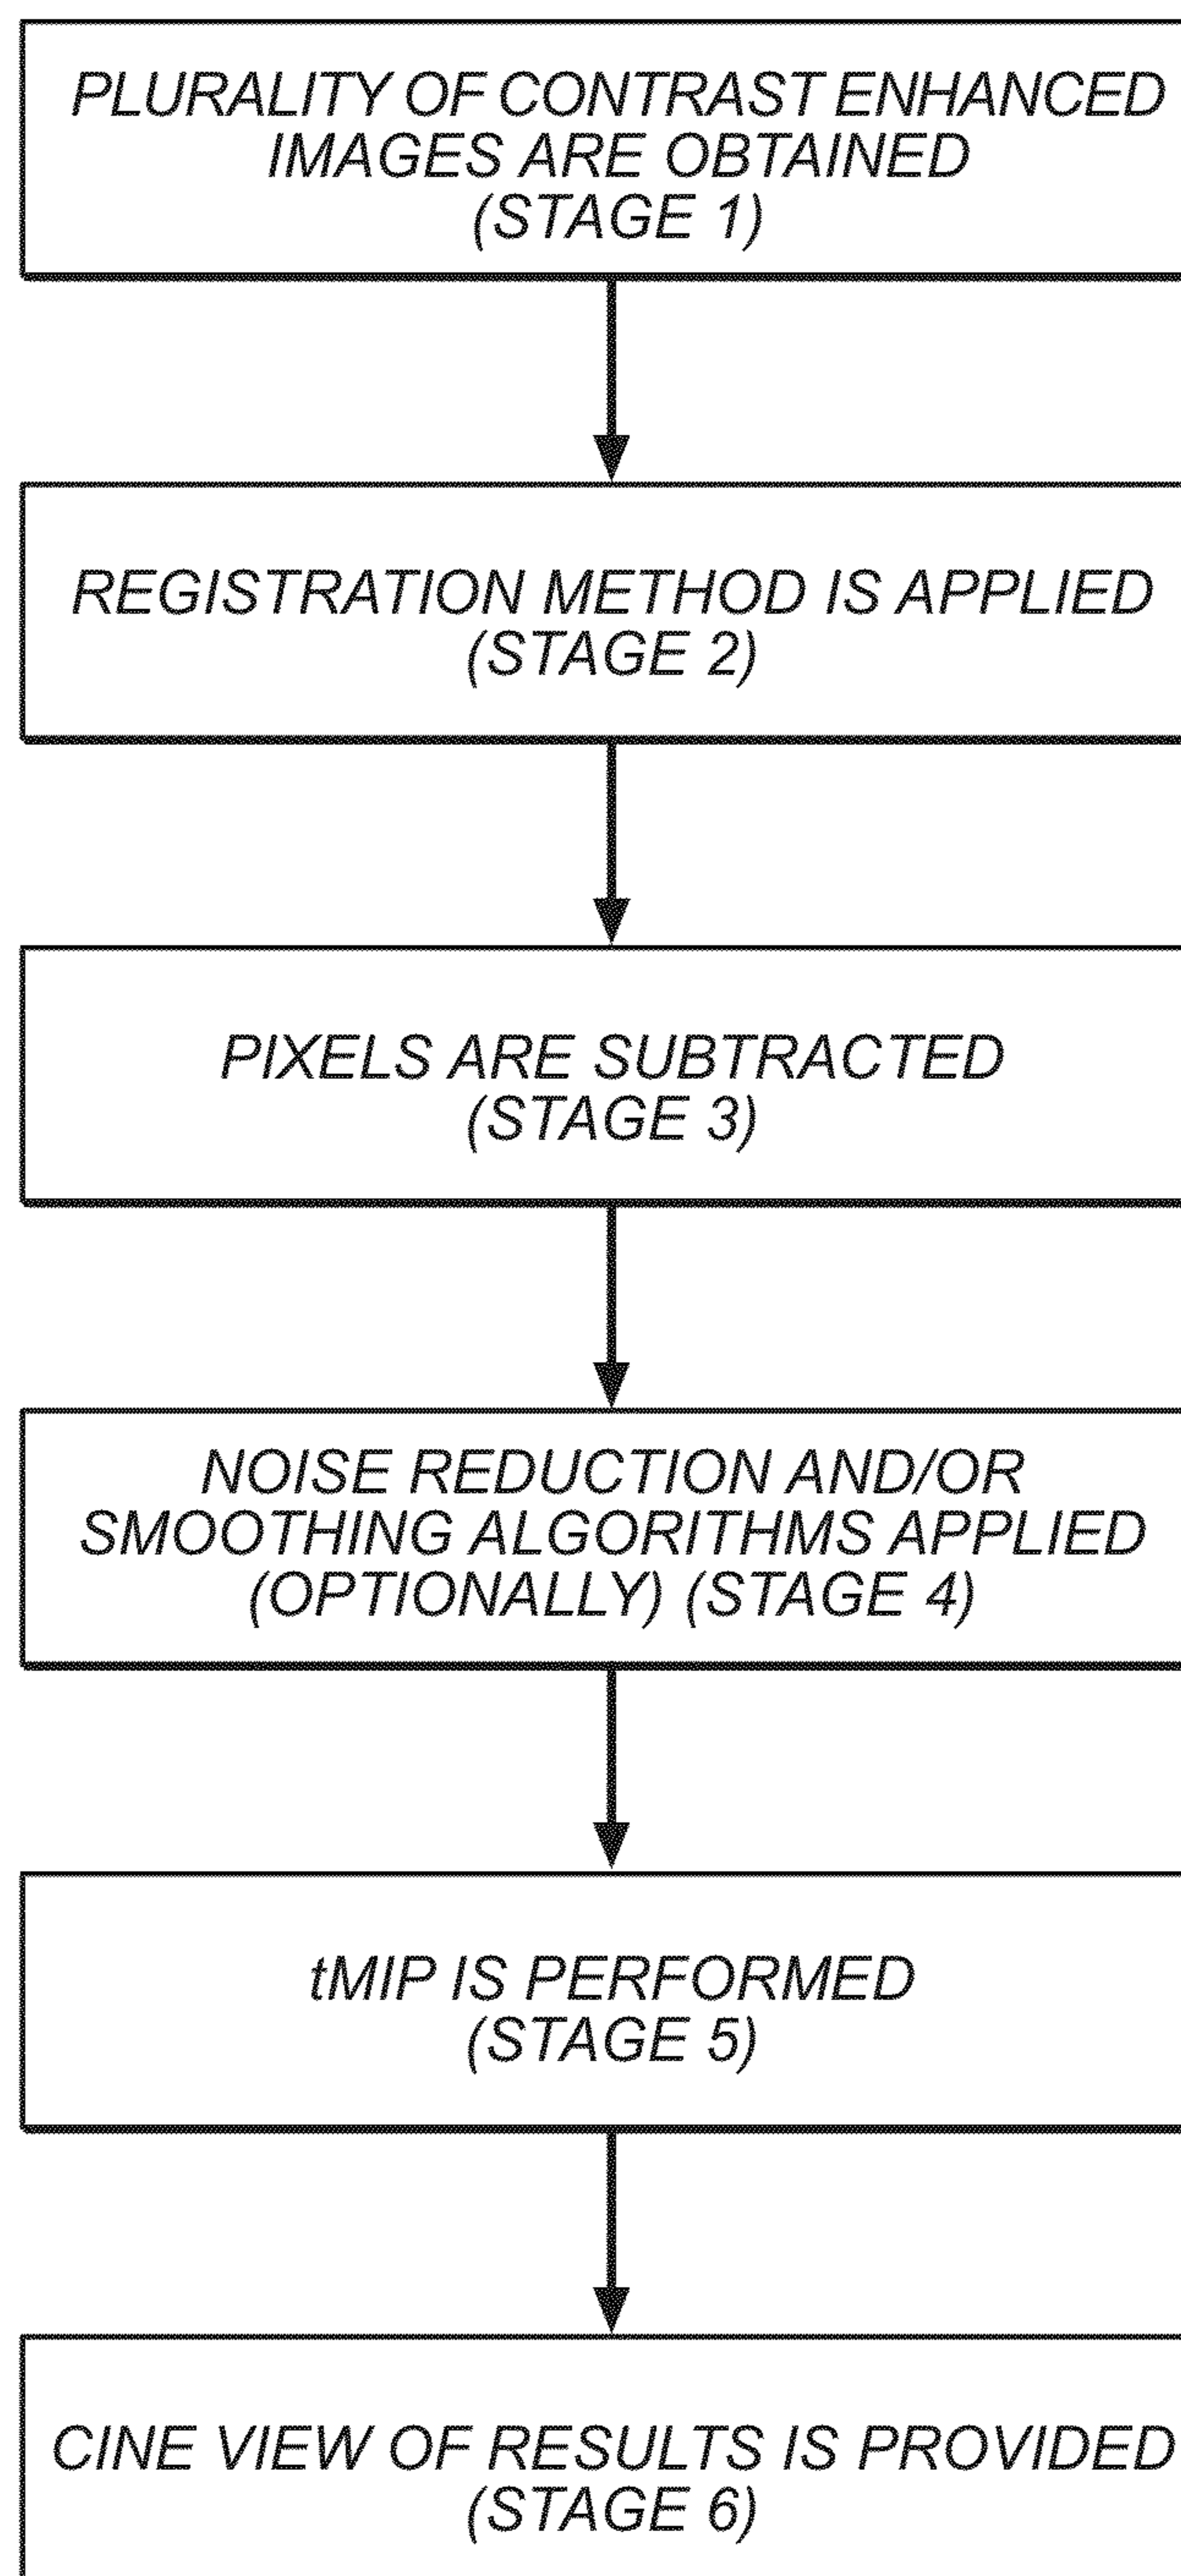 PLURALITY OF CONTRAST ENHANCED
IMAGES ARE OBTAINED
(STAGE 1)
REGISTRATION METHOD IS APPLIED
(STAGE 2)
PIXELS ARE SUBTRACTED
(STAGE 3)
NOISE REDUCTION AND/OR
SMOOTHING ALGORITHMS APPLIED
(OPTIONALLY) (STAGE 4)
tMIP IS PERFORMED
(STAGE 5)
CINE VIEW OF RESULTS IS PROVIDED
(STAGE 6)